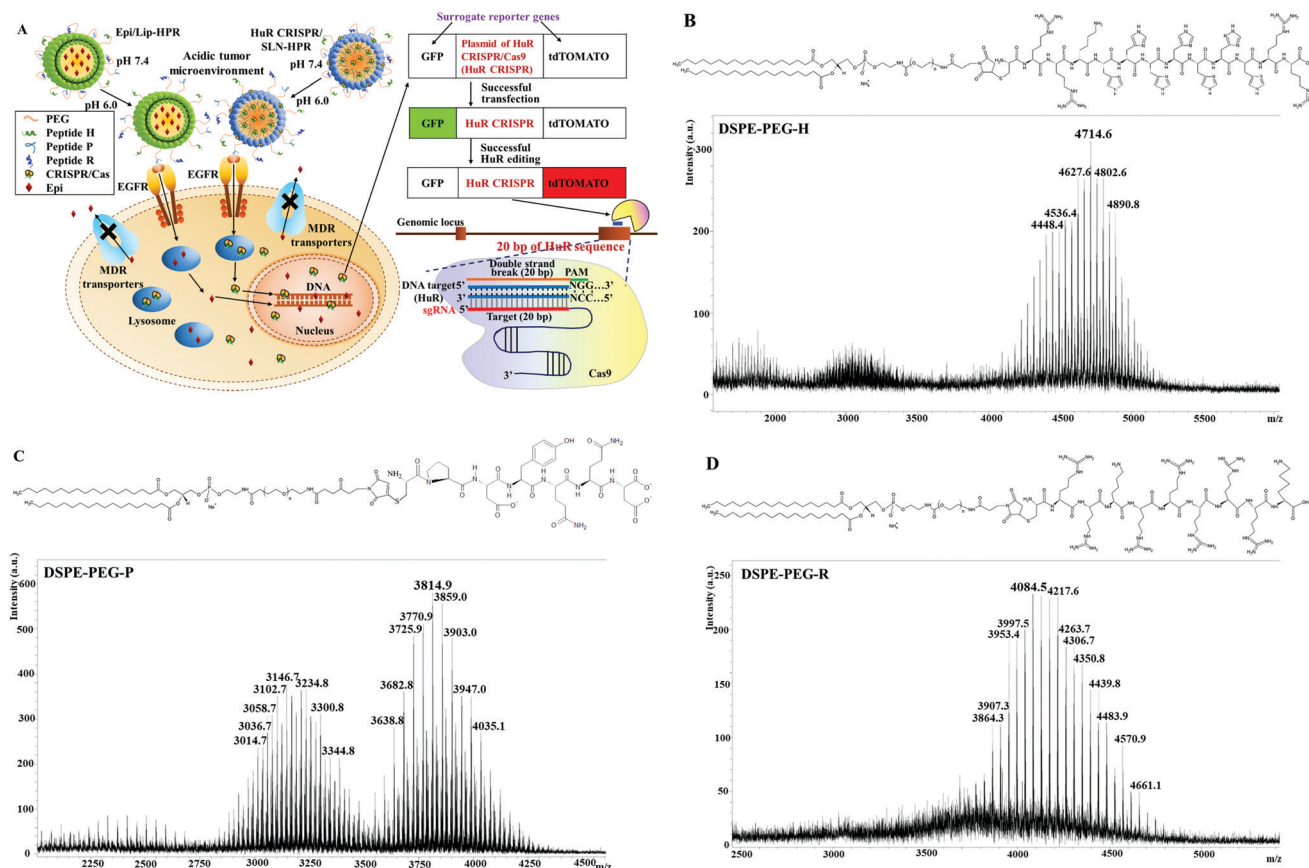 A
Epi/Lip-HPR
pH 7.4
pH 6.0
Acidic tumor
microenvironment
HuR CRISPR/
SLN-HPR
pH 7.4
pH 6.0
PEG
Peptide H
Peptide P
Peptide R
CRISPR/Cas
Epi
EGFR
EGFR
MDR
transporters
MDR
transporters
Lysosome
DNA
Nucleus
Surrogate reporter genes
GFP
Plasmid of HuR
CRISPR/Cas9
(HuR CRISPR)
tdTOMATO
Successful
transfection
GFP
HuR CRISPR
tdTOMATO
Successful
HuR editing
GFP
HuR CRISPR
tdTOMATO
Genomic locus
20 bp of HuR sequence
Double strand
break (20 bp)
PAM
DNA target 5'
NGG...3'
(HuR)
3'
NCC...5'
sgRNA
5'
Target (20 bp)
3'
Cas9
B
DSPE-PEG-H
Intensity (a.u.)
300
200
100
0
4714.6
4627.6
4802.6
4536.4
4890.8
4448.4
2000
3000
3500
4000
4500
5000
5500
m/z
C
DSPE-PEG-P
Intensity (a.u.)
600
500
400
300
200
100
0
3814.9
3859.0
3770.9
3725.9
3903.0
3682.8
3947.0
3638.8
4035.1
3146.7
3102.7
3234.8
3058.7
3300.8
3036.7
3014.7
3344.8
2250
2500
2750
3000
3250
3500
3750
4000
4250
4500
m/z
D
DSPE-PEG-R
Intensity (a.u.)
250
200
150
100
50
0
4084.5
4217.6
3997.5
3953.4
4263.7
4306.7
4350.8
3907.3
4439.8
3864.3
4483.9
4570.9
4661.1
2500
3000
3500
4000
4500
5000
m/z